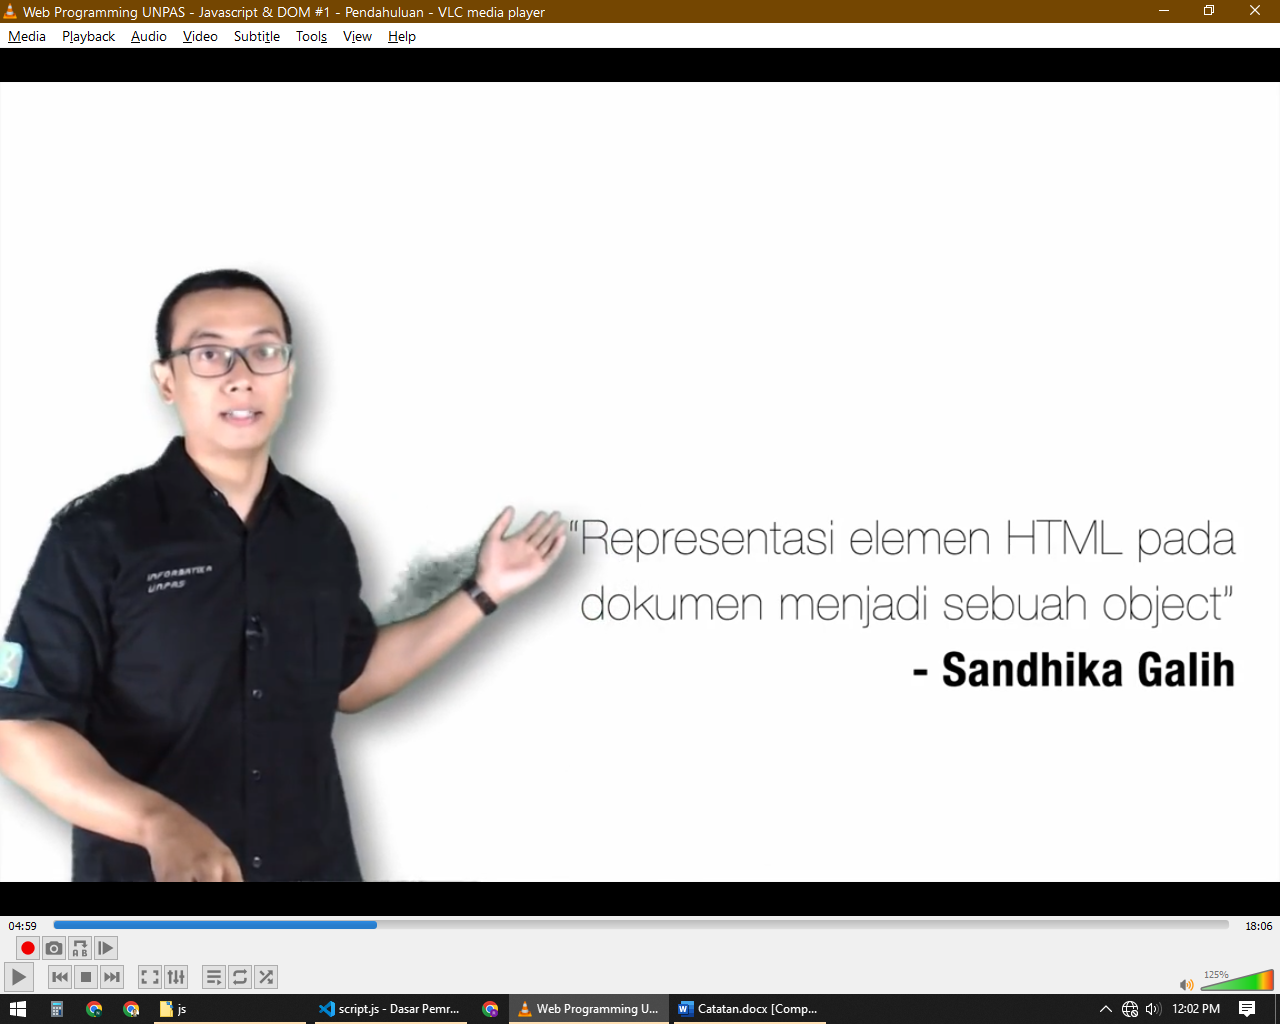 Web Programming UNPAS - Javascript & DOM #1 - Pendahuluan - VLC media player
Media Playback Audio Video Subtitle Tools View Help
INFORMATIKA
UNPAS
"Representasi elemen HTML pada
dokumen menjadi sebuah object"
- Sandhika Galih
04:59 18:06
A B
125%
js script.js - Dasar Pemr... Web Programming U... Catatan.docx [Comp... 12:02 PM